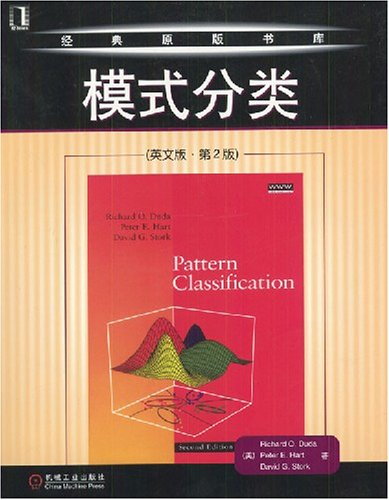 经典原版书库
模式分类
(英文版·第2版)
www
Richard O. Duda
Peter E. Hart
David G. Stork
Pattern
Classification
Second Edition
Richard O. Duda
(美) Peter E. Hart 著
David G. Stork
机械工业出版社
China Machine Press